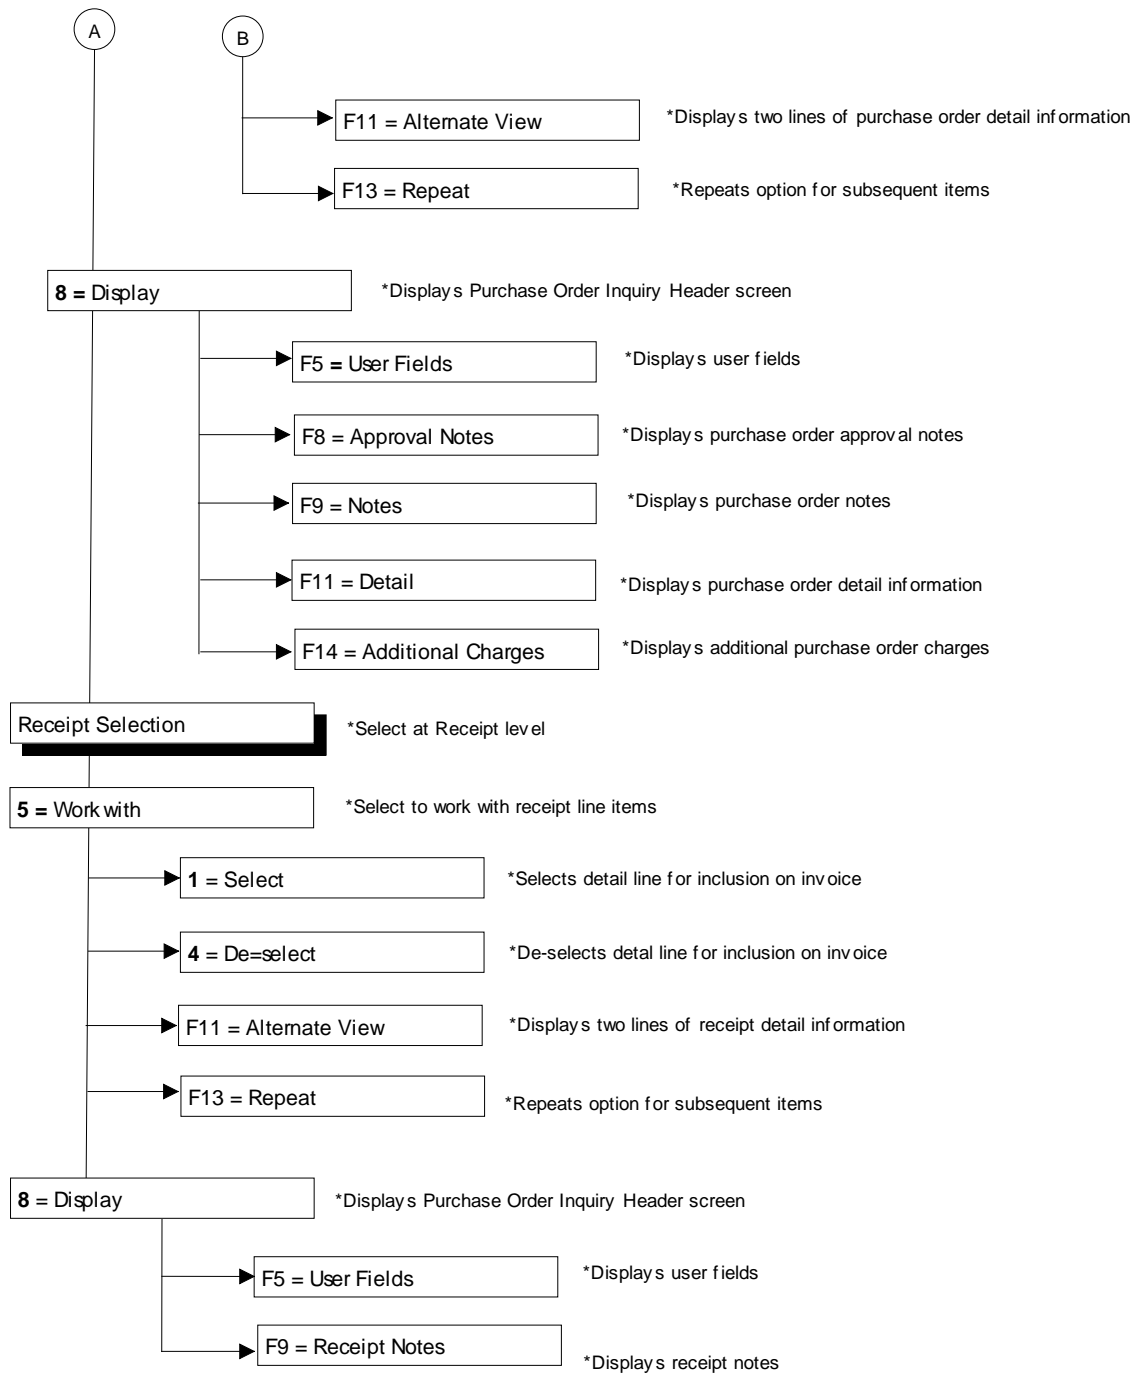 A
B
F11 = Alternate View
*Displays two lines of purchase order detail information
F13 = Repeat
*Repeats option for subsequent items
8 = Display
*Displays Purchase Order Inquiry Header screen
F5 = User Fields
*Displays user fields
F8 = Approval Notes
*Displays purchase order approval notes
F9 = Notes
*Displays purchase order notes
F11 = Detail
*Displays purchase order detail information
F14 = Additional Charges
*Displays additional purchase order charges
Receipt Selection
*Select at Receipt level
5 = Work with
*Select to work with receipt line items
1 = Select
*Selects detail line for inclusion on invoice
4 = De=select
*De-selects detal line for inclusion on invoice
F11 = Alternate View
*Displays two lines of receipt detail information
F13 = Repeat
*Repeats option for subsequent items
8 = Display
*Displays Purchase Order Inquiry Header screen
F5 = User Fields
*Displays user fields
F9 = Receipt Notes
*Displays receipt notes